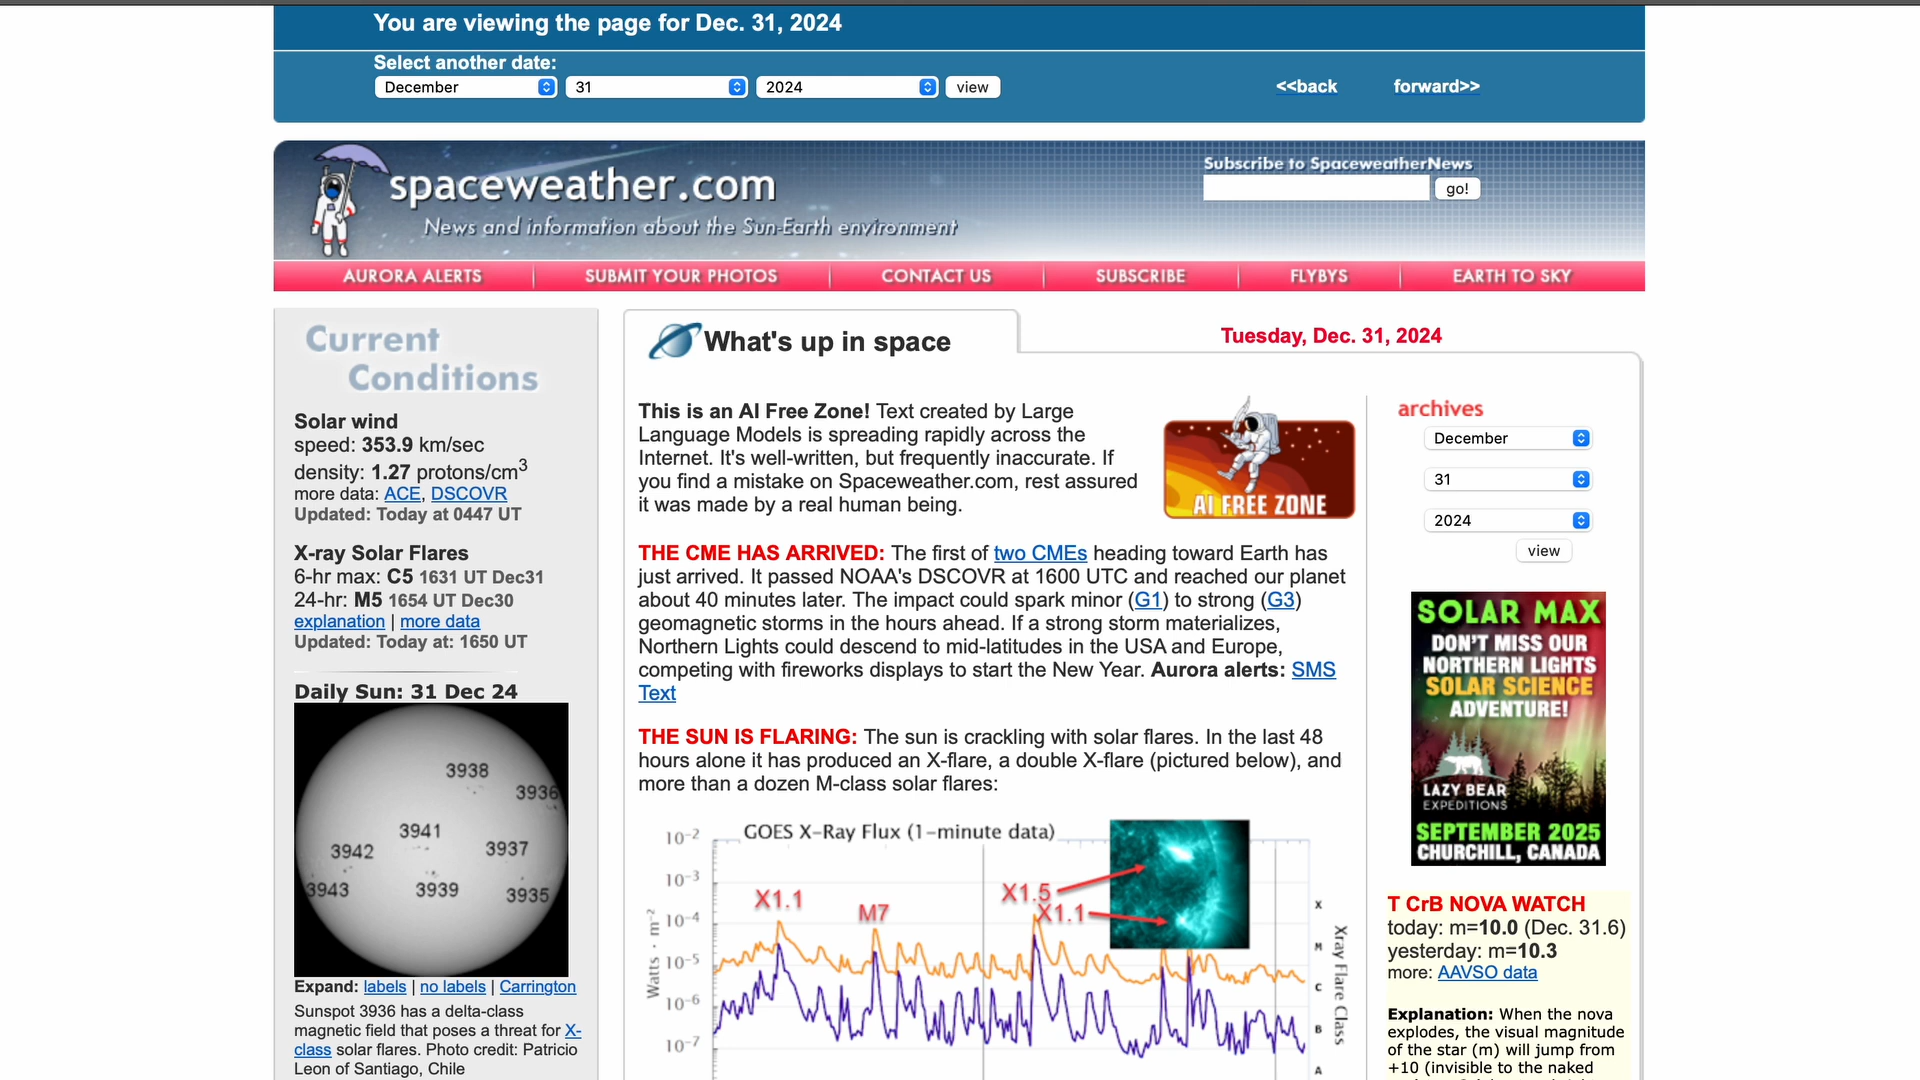 You are viewing the page for Dec. 31, 2024
Select another date:
December 31 2024 view
<<back forward>>
spaceweather.com
News and information about the Sun-Earth environment
Subscribe to SpaceweatherNews
go!
AURORA ALERTS SUBMIT YOUR PHOTOS CONTACT US SUBSCRIBE FLYBYS EARTH TO SKY
Current
Conditions
Solar wind
speed: 353.9 km/sec
density: 1.27 protons/cm3
more data: ACE, DSCOVR
Updated: Today at 0447 UT
X-ray Solar Flares
6-hr max: C5 1631 UT Dec31
24-hr: M5 1654 UT Dec30
explanation | more data
Updated: Today at: 1650 UT
Daily Sun: 31 Dec 24
3938
3936
3941
3942
3937
3943
3939
3935
Expand: labels | no labels | Carrington
Sunspot 3936 has a delta-class
magnetic field that poses a threat for X-
class solar flares. Photo credit: Patricio
Leon of Santiago, Chile
What's up in space
Tuesday, Dec. 31, 2024
This is an AI Free Zone! Text created by Large
Language Models is spreading rapidly across the
Internet. It's well-written, but frequently inaccurate. If
you find a mistake on Spaceweather.com, rest assured
it was made by a real human being.
AI FREE ZONE
THE CME HAS ARRIVED: The first of two CMEs heading toward Earth has
just arrived. It passed NOAA's DSCOVR at 1600 UTC and reached our planet
about 40 minutes later. The impact could spark minor (G1) to strong (G3)
geomagnetic storms in the hours ahead. If a strong storm materializes,
Northern Lights could descend to mid-latitudes in the USA and Europe,
competing with fireworks displays to start the New Year. Aurora alerts: SMS
Text
THE SUN IS FLARING: The sun is crackling with solar flares. In the last 48
hours alone it has produced an X-flare, a double X-flare (pictured below), and
more than a dozen M-class solar flares:
GOES X-Ray Flux (1-minute data)
10-2
10-3
10-4
10-5
10-6
10-7
Watts · m-2
X1.1
M7
X1.5
X1.1
X
M
C
B
A
Xray Flare Class
archives
December
31
2024
view
SOLAR MAX
DON'T MISS OUR
NORTHERN LIGHTS
SOLAR SCIENCE
ADVENTURE!
LAZY BEAR
EXPEDITIONS
SEPTEMBER 2025
CHURCHILL, CANADA
T CrB NOVA WATCH
today: m=10.0 (Dec. 31.6)
yesterday: m=10.3
more: AAVSO data
Explanation: When the nova
explodes, the visual magnitude
of the star (m) will jump from
+10 (invisible to the naked